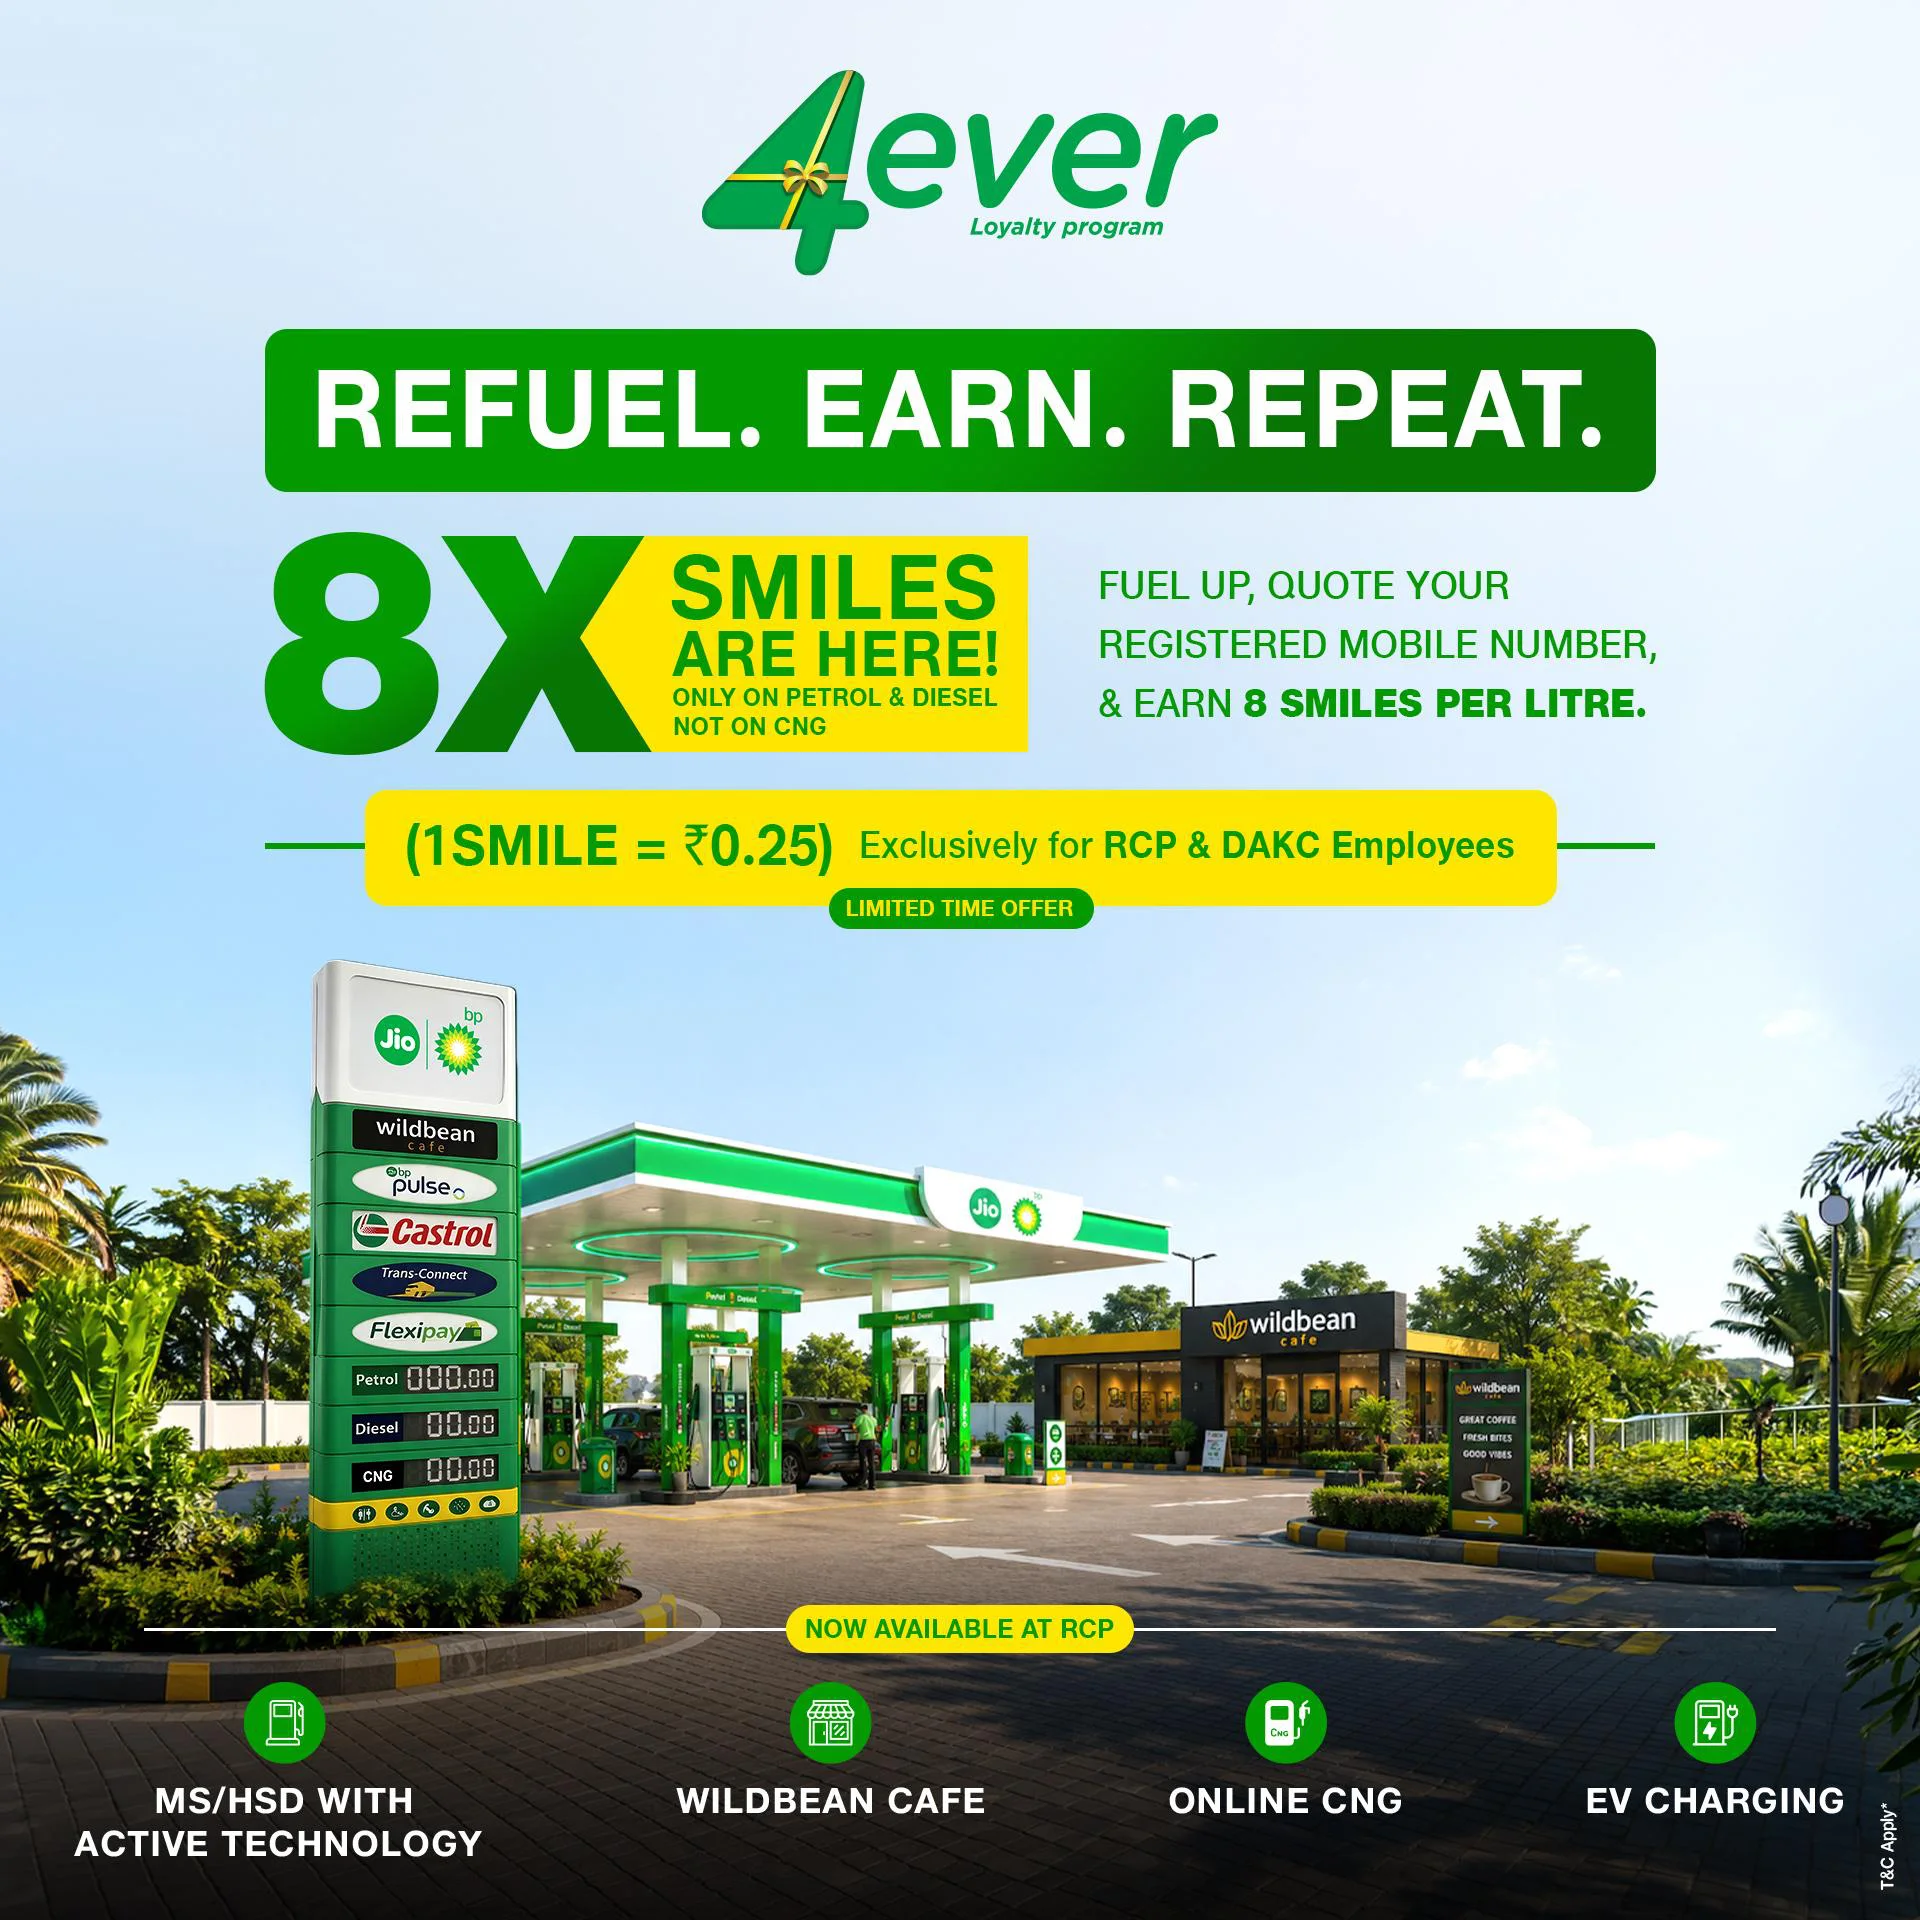 4ever
Loyalty program
REFUEL. EARN. REPEAT.
8X
SMILES
ARE HERE!
ONLY ON PETROL & DIESEL
NOT ON CNG
FUEL UP, QUOTE YOUR
REGISTERED MOBILE NUMBER,
& EARN 8 SMILES PER LITRE.
(1SMILE = ₹0.25) Exclusively for RCP & DAKC Employees
LIMITED TIME OFFER
Jio
bp
wildbean
cafe
bp
pulse
Castrol
Trans-Connect
Flexipay
Petrol 000.00
Diesel 00.00
CNG 00.00
Jio
bp
Petrol Diesel
wildbean
cafe
wildbean
cafe
GREAT COFFEE
FRESH BITES
GOOD VIBES
NOW AVAILABLE AT RCP
MS/HSD WITH
ACTIVE TECHNOLOGY
WILDBEAN CAFE
CNG
ONLINE CNG
EV CHARGING
T&C Apply*